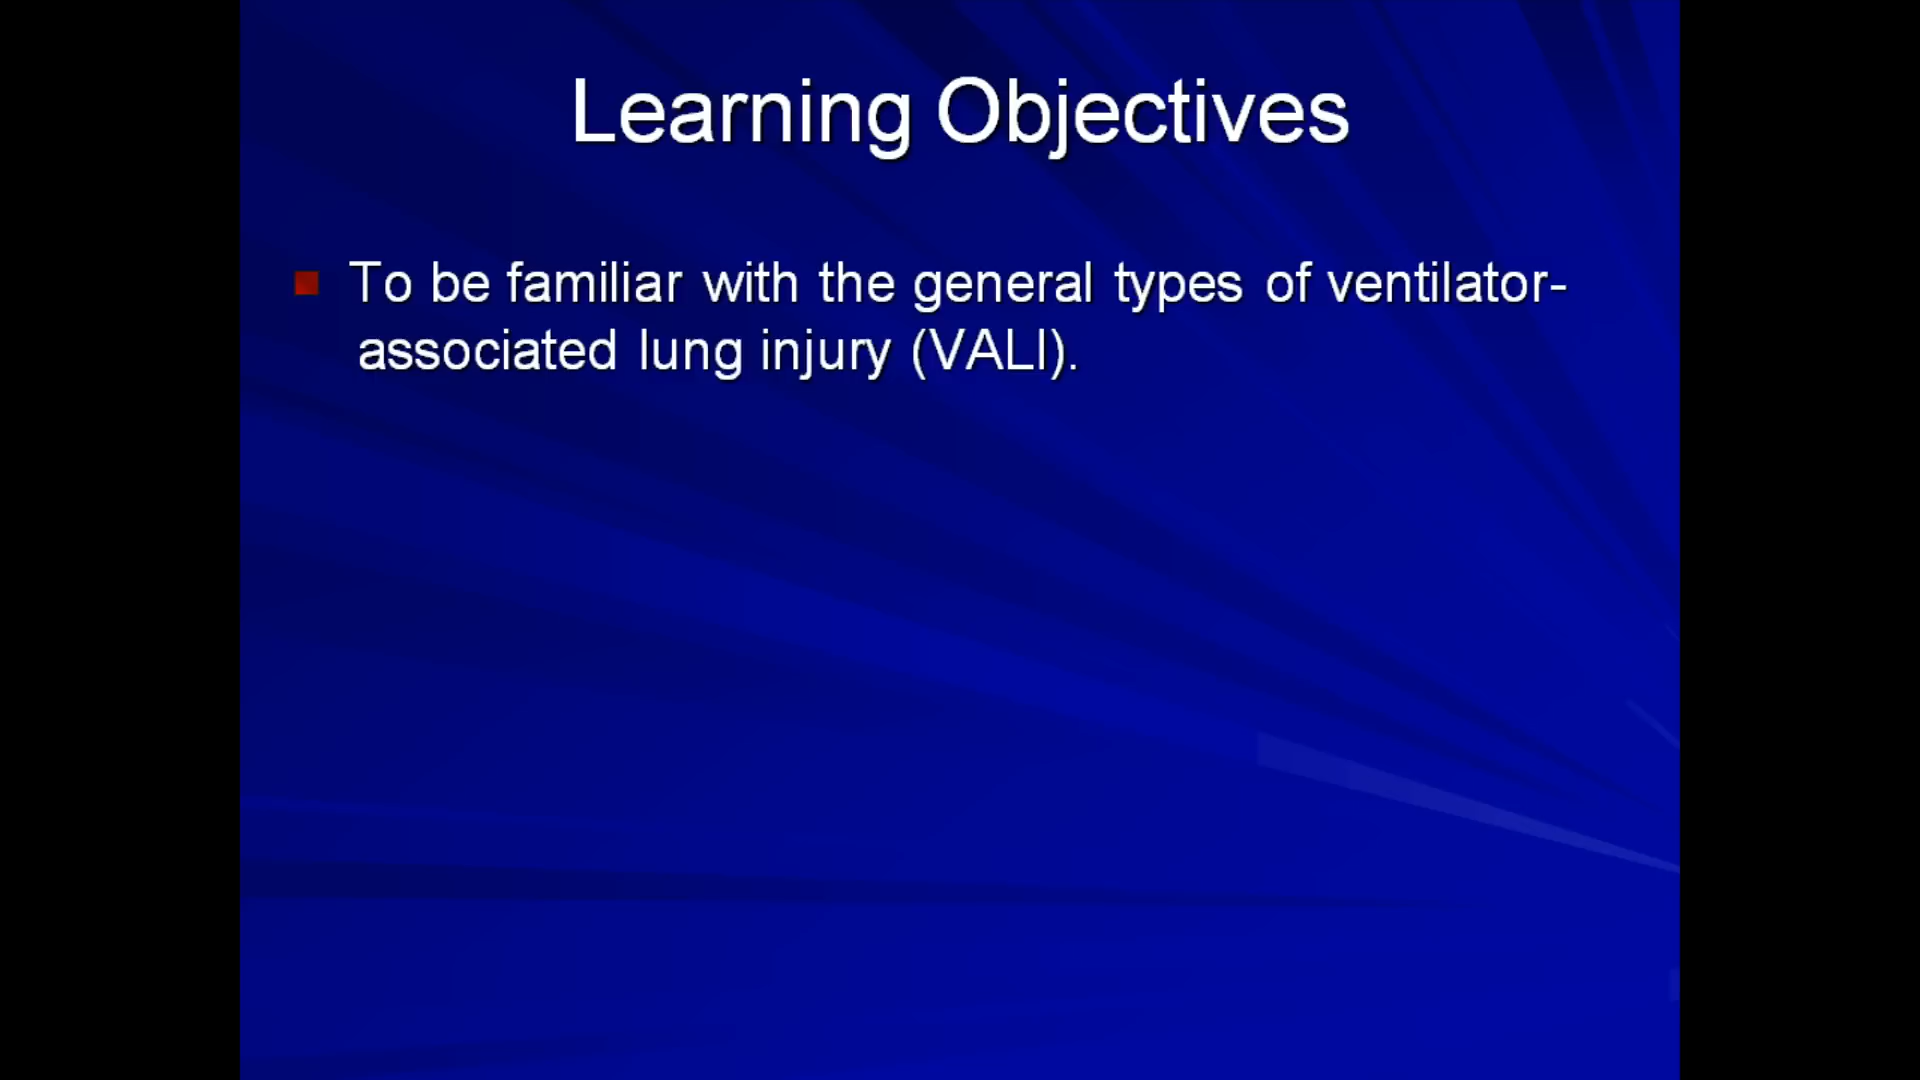 Learning Objectives
To be familiar with the general types of ventilator-
associated lung injury (VALI).